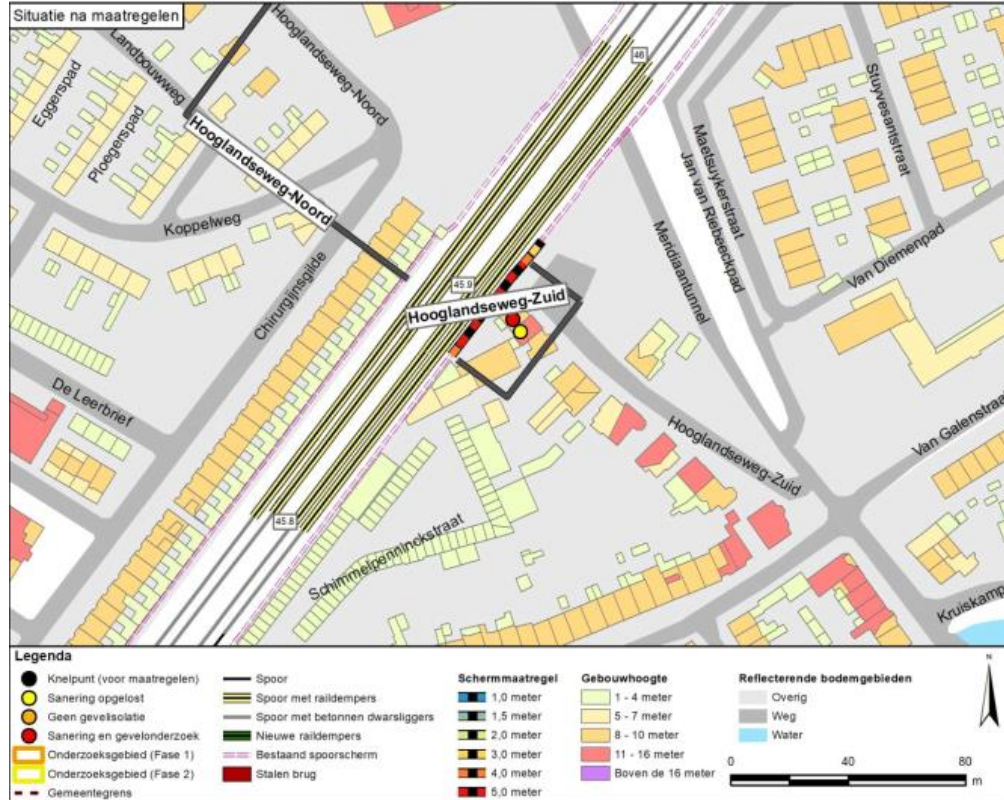 Situatie na maatregelen
Hooglandseweg-Noord
Landbouwweg
Eggerspad
Ploegerspad
46
Stuyvesantstraat
Maetsuykerstraat
Jan van Riebeeckpad
Hooglandseweg-Noord
Koppelweg
Van Diemenpad
Meridiaantunnel
Chirurgijnsgilde
45.9
Hooglandseweg-Zuid
De Leerbrief
Van Galenstraa
Hooglandseweg-Zuid
45.8
Schimmelpenninckstraat
Kruiskamp
Legenda
Knelpunt (voor maatregelen)
Sanering opgelost
Geen gevelisolatie
Sanering en gevelonderzoek
Onderzoeksgebied (Fase 1)
Onderzoeksgebied (Fase 2)
Gemeentegrens
Spoor
Spoor met raildempers
Spoor met betonnen dwarsliggers
Nieuwe raildempers
Bestaand spoorscherm
Stalen brug
Schermmaatregel
1,0 meter
1,5 meter
2,0 meter
3,0 meter
4,0 meter
5,0 meter
Gebouwhoogte
1 - 4 meter
5 - 7 meter
8 - 10 meter
11 - 16 meter
Boven de 16 meter
Reflecterende bodemgebieden
Overig
Weg
Water
N
0 40 80
m